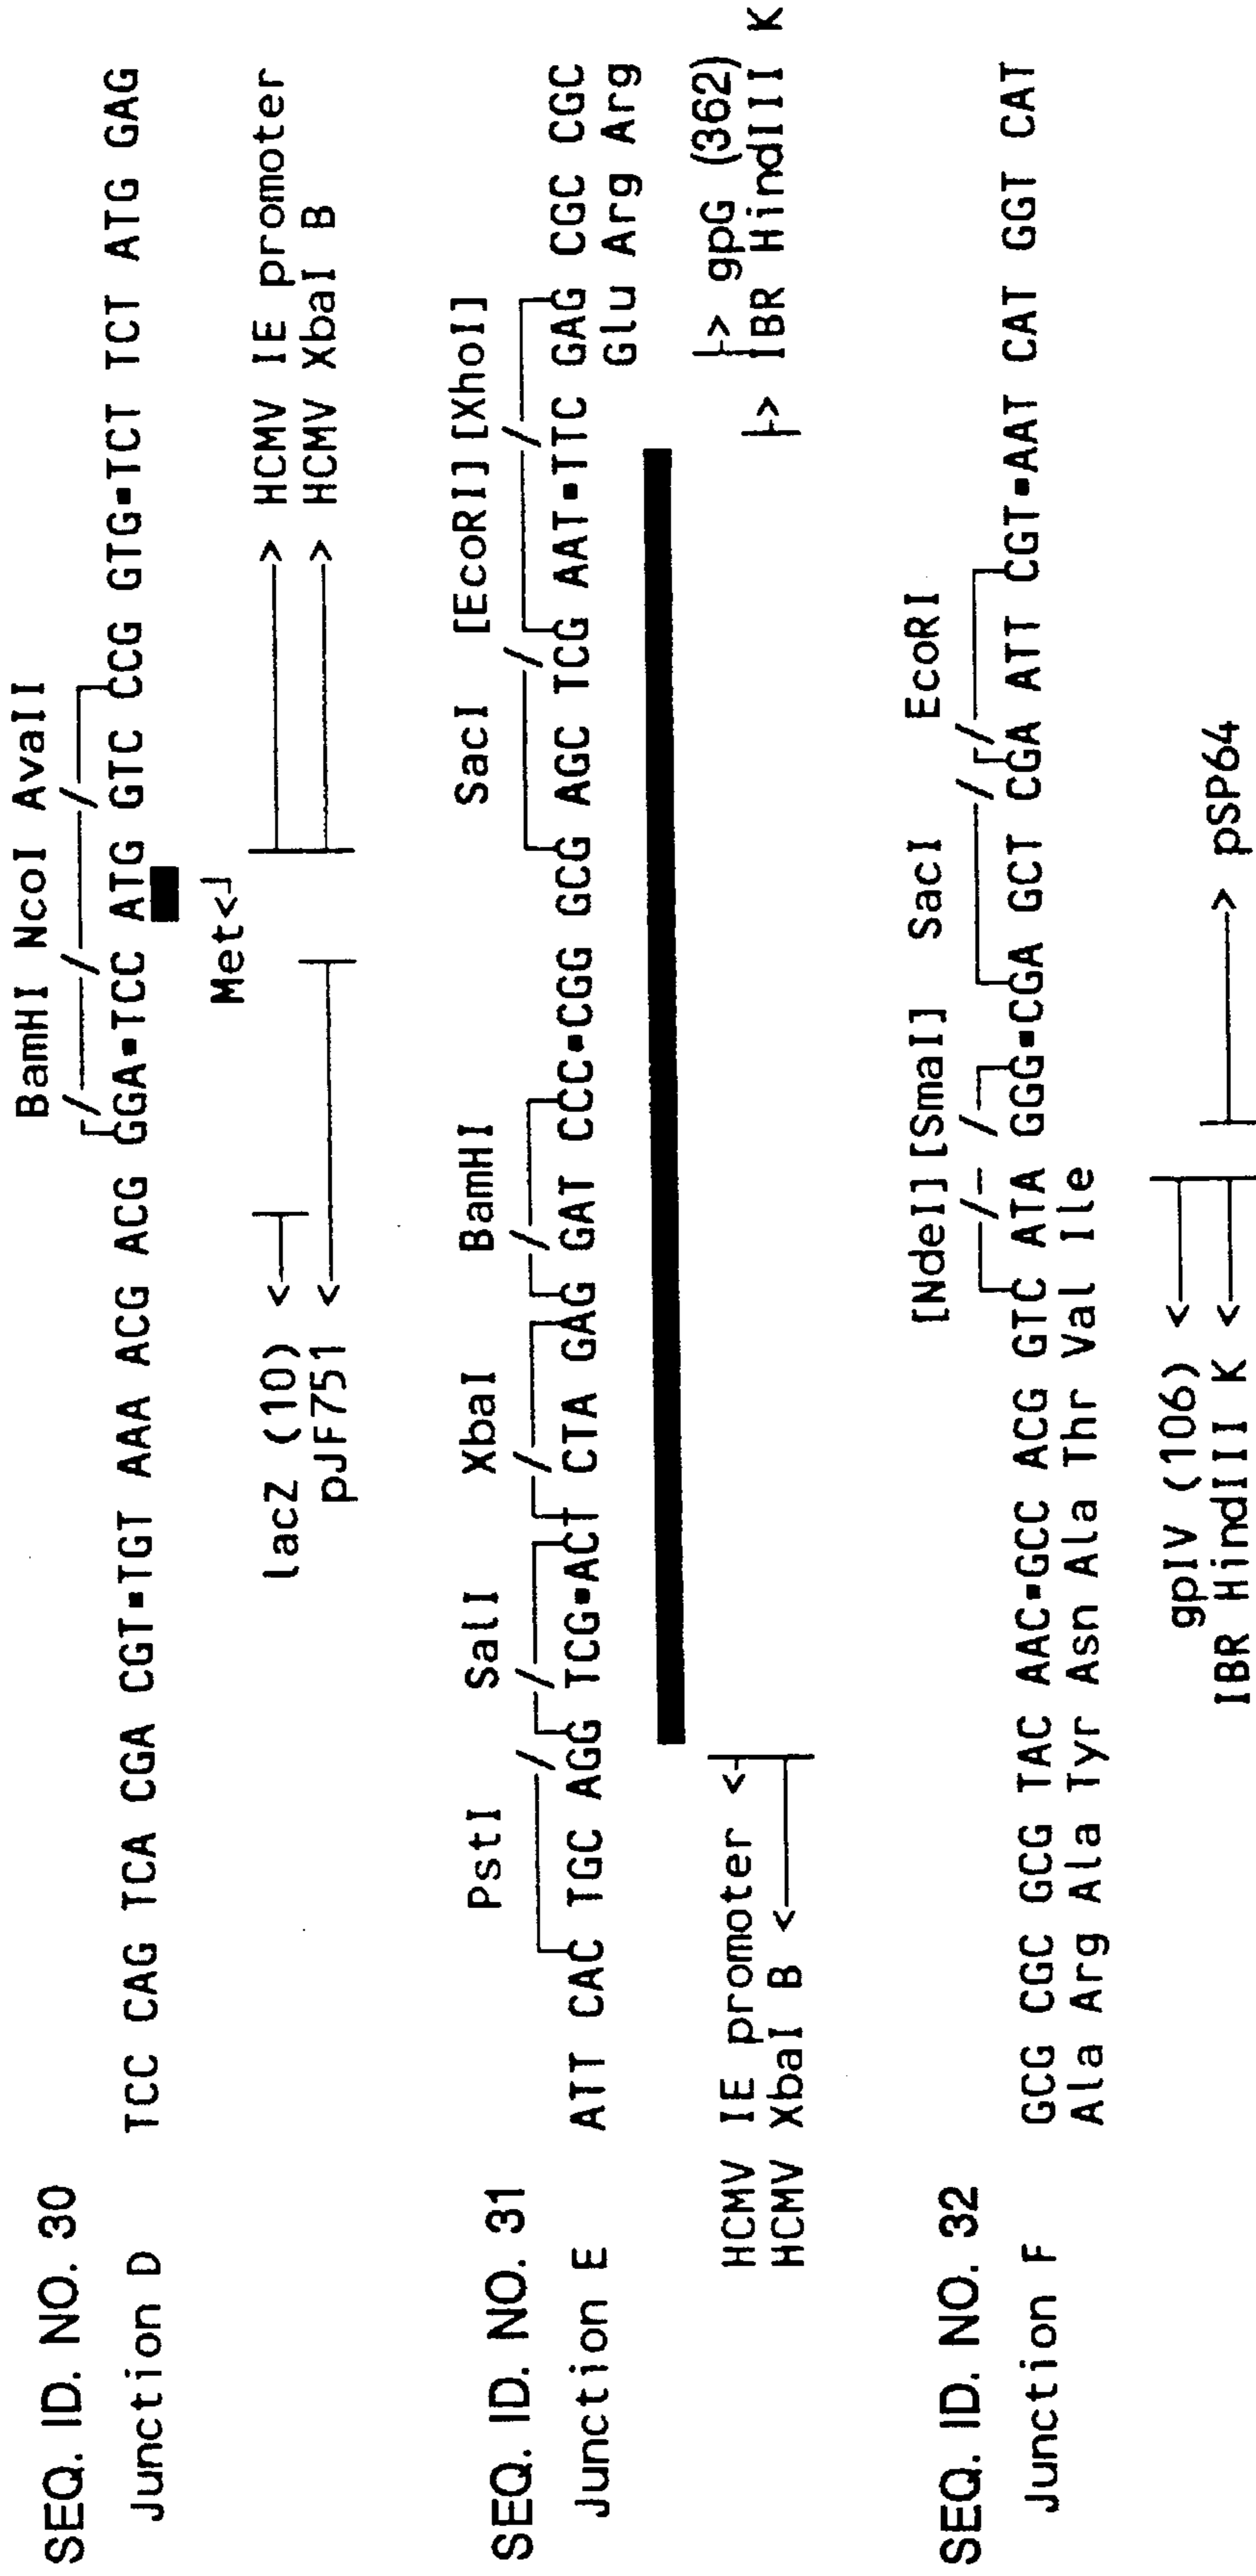 BamHI NcoI AvaII
SEQ. ID. NO. 30
Junction D
TCC CAG TCA CGA CGT▪TGT AAA ACG ACG GGA▪TCC ATG GTC CCG GTG▪TCT TCT ATG GAG
Met<
lacZ (10) < > HCMV IE promoter
pJF751 < > HCMV XbaI B
PstI SalI XbaI BamHI SacI [EcoRI] [XhoI]
SEQ. ID. NO. 31
Junction E
ATT CAC TGC AGG TCG▪ACT CTA GAG GAT CCC▪CGG GCG AGC TCG AAT▪TTC GAG CGC CGC
Glu Arg Arg
HCMV IE promoter < > gpG (362)
HCMV XbaI B < > IBR HindIII K
[NdeI] [SmaI] SacI EcoRI
SEQ. ID. NO. 32
Junction F
GCG CGC GCG TAC AAC▪GCC ACG GTC ATA GGG▪CGA GCT CGA ATT CGT▪AAT CAT GGT CAT
Ala Arg Ala Tyr Asn Ala Thr Val Ile
gpIV (106) <
IBR HindIII K < > pSP64